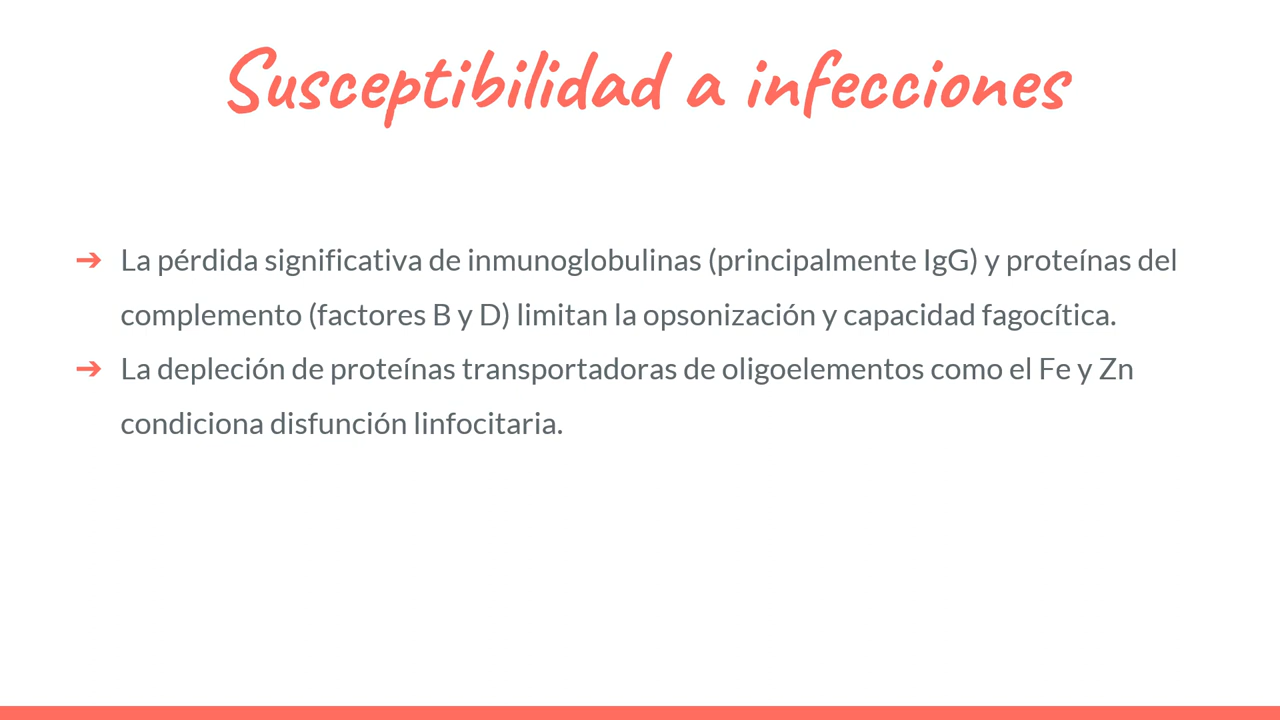 Susceptibilidad a infecciones
➔ La pérdida significativa de inmunoglobulinas (principalmente IgG) y proteínas del
complemento (factores B y D) limitan la opsonización y capacidad fagocítica.
➔ La depleción de proteínas transportadoras de oligoelementos como el Fe y Zn
condiciona disfunción linfocitaria.